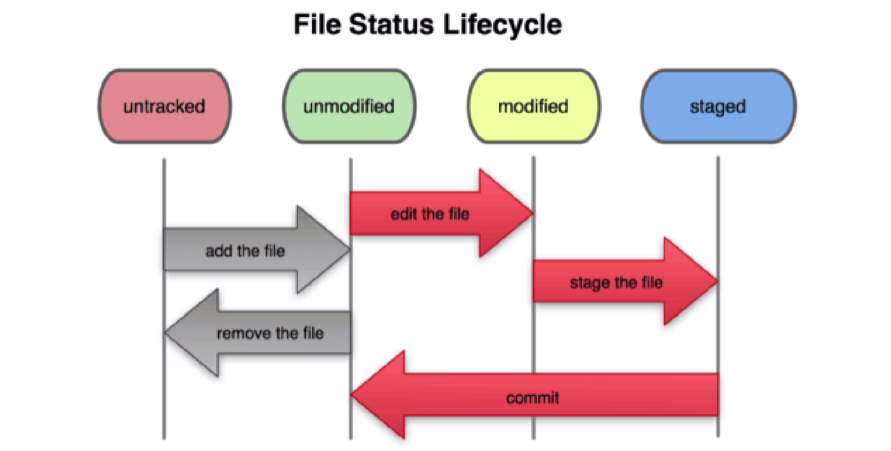 File Status Lifecycle
untracked
unmodified
modified
staged
edit the file
add the file
stage the file
remove the file
commit